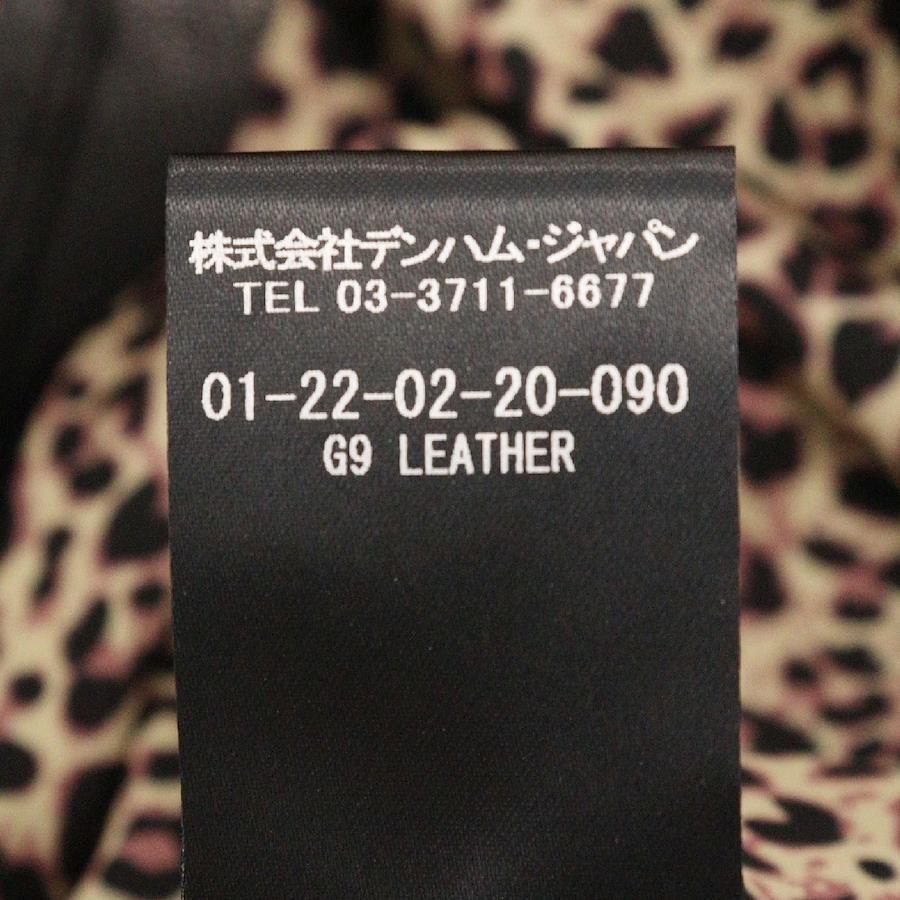 株式会社デンハム・ジャパン
TEL 03-3711-6677
01-22-02-20-090
G9 LEATHER